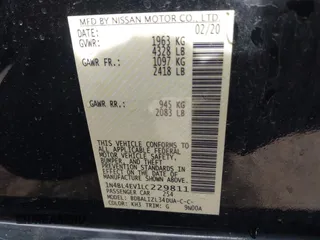 MFD BY NISSAN MOTOR CO., LTD
DATE: 02/20
GVWR: 1963 KG
4328 LB
GAWR FR.: 1097 KG
2418 LB
GAWR RR.: 945 KG
2083 LB
THIS VEHICLE CONFORMS TO ALL
APPLICABLE FEDERAL MOTOR VEHICLE SAFETY,
BUMPER, AND THEFT PREVENTION STANDARDS
IN EFFECT ON THE DATE OF
MANUFACTURE SHOWN ABOVE.
1N4BL4EV1LC229811
PASSENGER CAR 254
MODEL:
COLOR: KH3 TRIM: G 9W00A